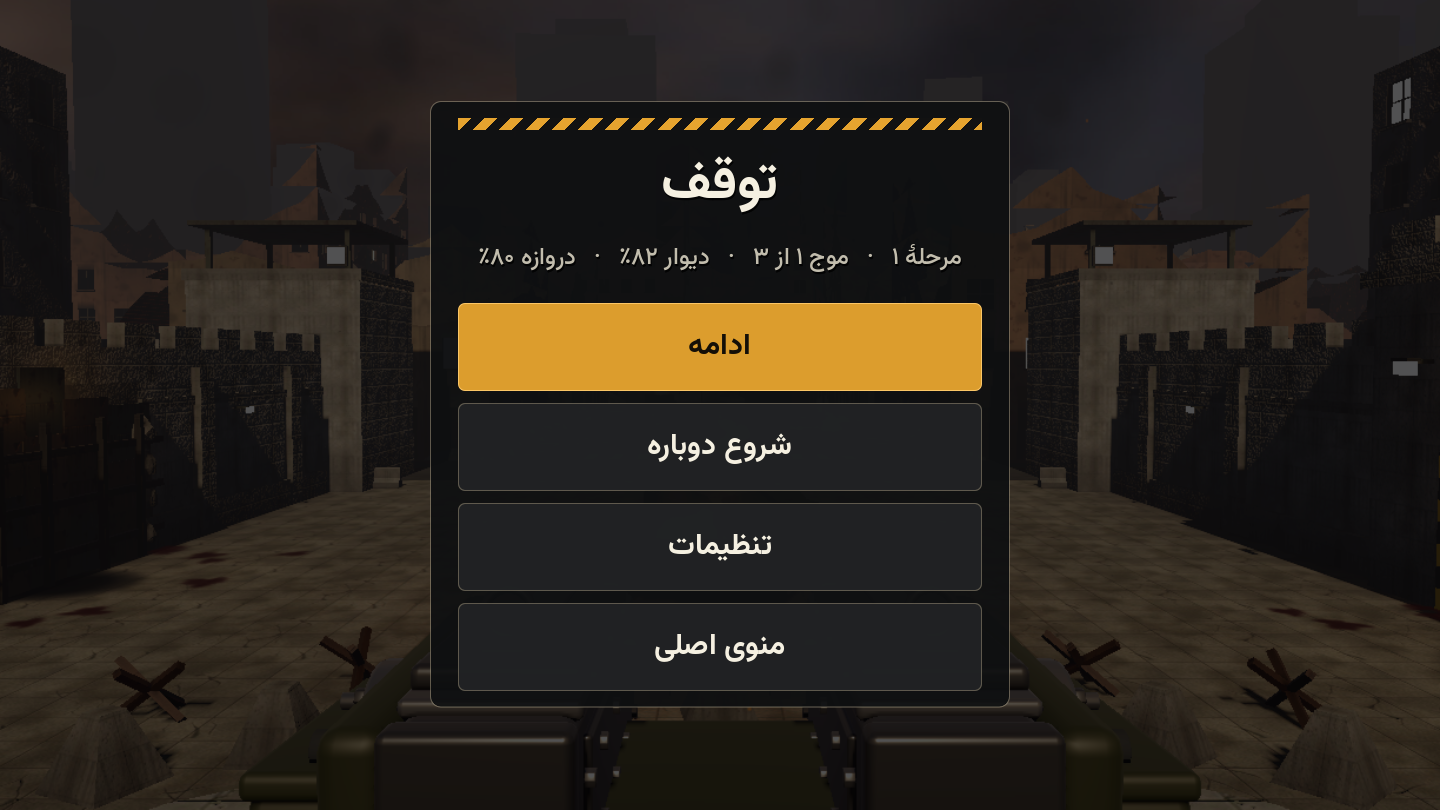 توقف
مرحلهٔ ۱ · موج ۱ از ۳ · دیوار ۸۲٪ · دروازه ۸۰٪
ادامه
شروع دوباره
تنظیمات
منوی اصلی